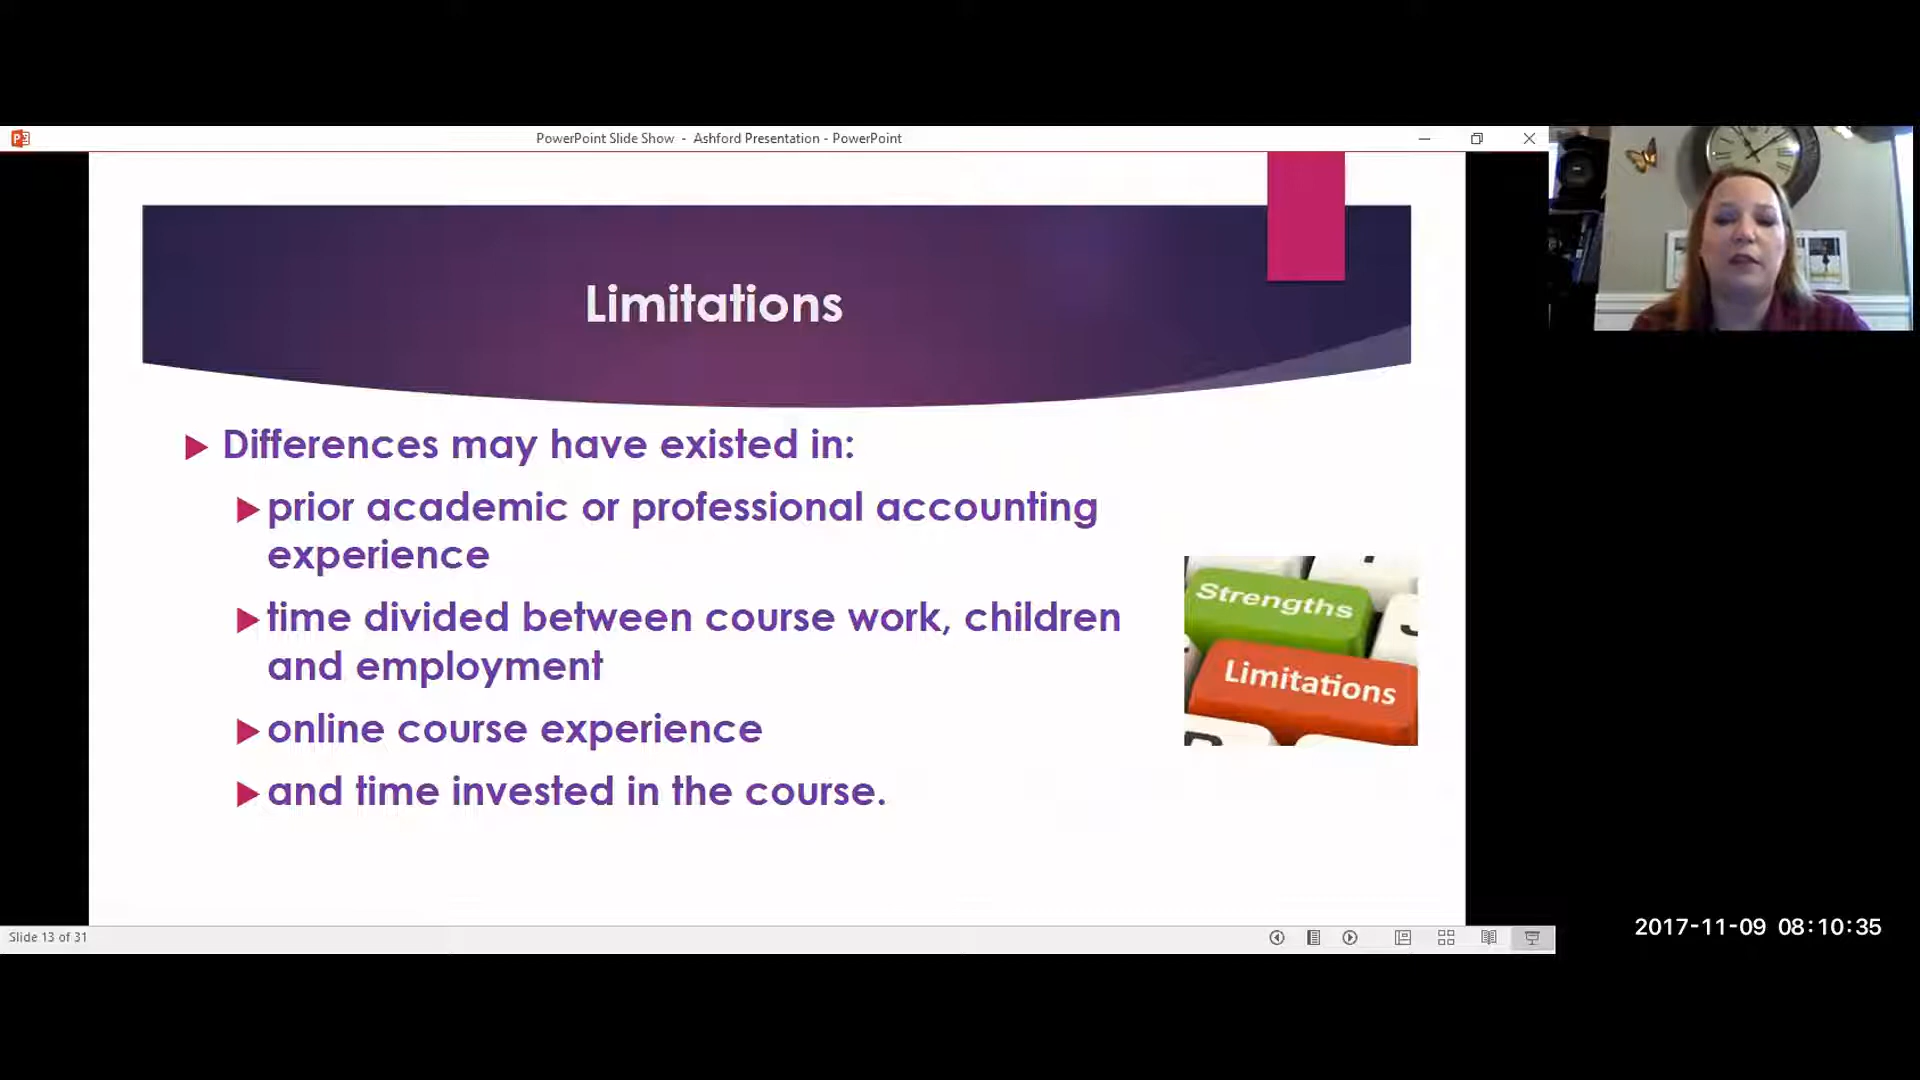 PowerPoint Slide Show - Ashford Presentation - PowerPoint
Limitations
Differences may have existed in:
prior academic or professional accounting
experience
time divided between course work, children
and employment
online course experience
and time invested in the course.
Strengths
Limitations
Slide 13 of 31
2017-11-09 08:10:35